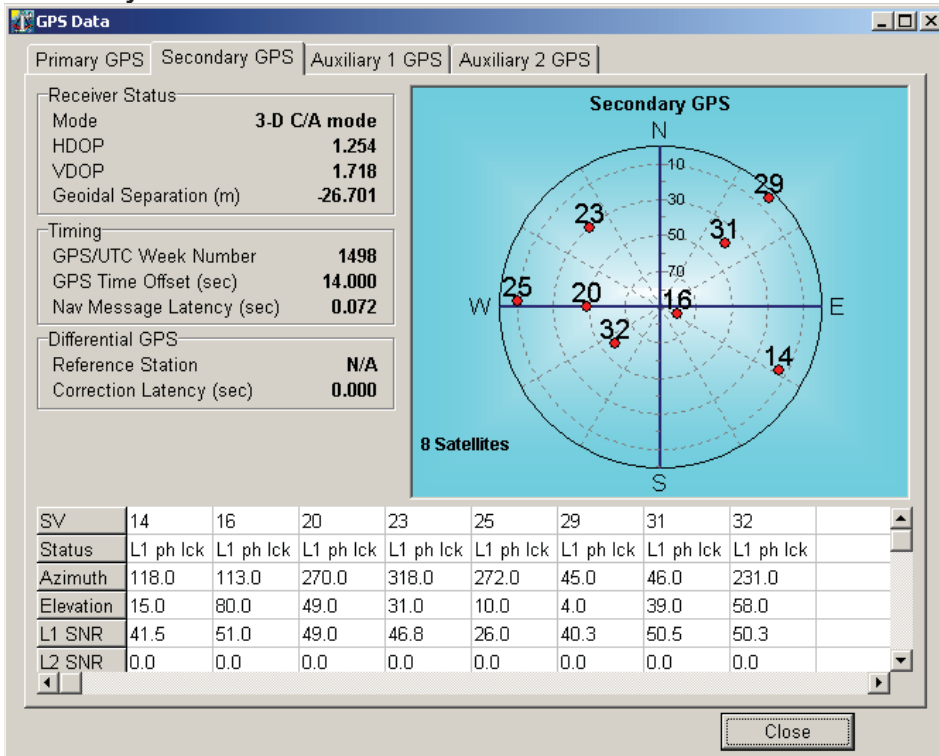 GPS Data
Primary GPS Secondary GPS Auxiliary 1 GPS Auxiliary 2 GPS
Receiver Status
Mode 3-D C/A mode
HDOP 1.254
VDOP 1.718
Geoidal Separation (m) -26.701
Timing
GPS/UTC Week Number 1498
GPS Time Offset (sec) 14.000
Nav Message Latency (sec) 0.072
Differential GPS
Reference Station N/A
Correction Latency (sec) 0.000
Secondary GPS
N
10
29
30
23
31
50
70
25
20
16
W
E
32
14
8 Satellites
S
SV 14 16 20 23 25 29 31 32
Status L1 ph lck L1 ph lck L1 ph lck L1 ph lck L1 ph lck L1 ph lck L1 ph lck L1 ph lck
Azimuth 118.0 113.0 270.0 318.0 272.0 45.0 46.0 231.0
Elevation 15.0 80.0 49.0 31.0 10.0 4.0 39.0 58.0
L1 SNR 41.5 51.0 49.0 46.8 26.0 40.3 50.5 50.3
L2 SNR 0.0 0.0 0.0 0.0 0.0 0.0 0.0 0.0
Close